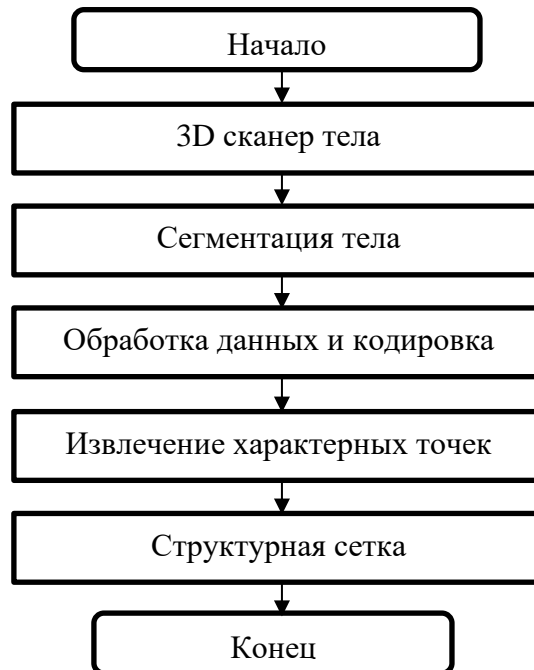 Начало
3D сканер тела
Сегментация тела
Обработка данных и кодировка
Извлечение характерных точек
Структурная сетка
Конец